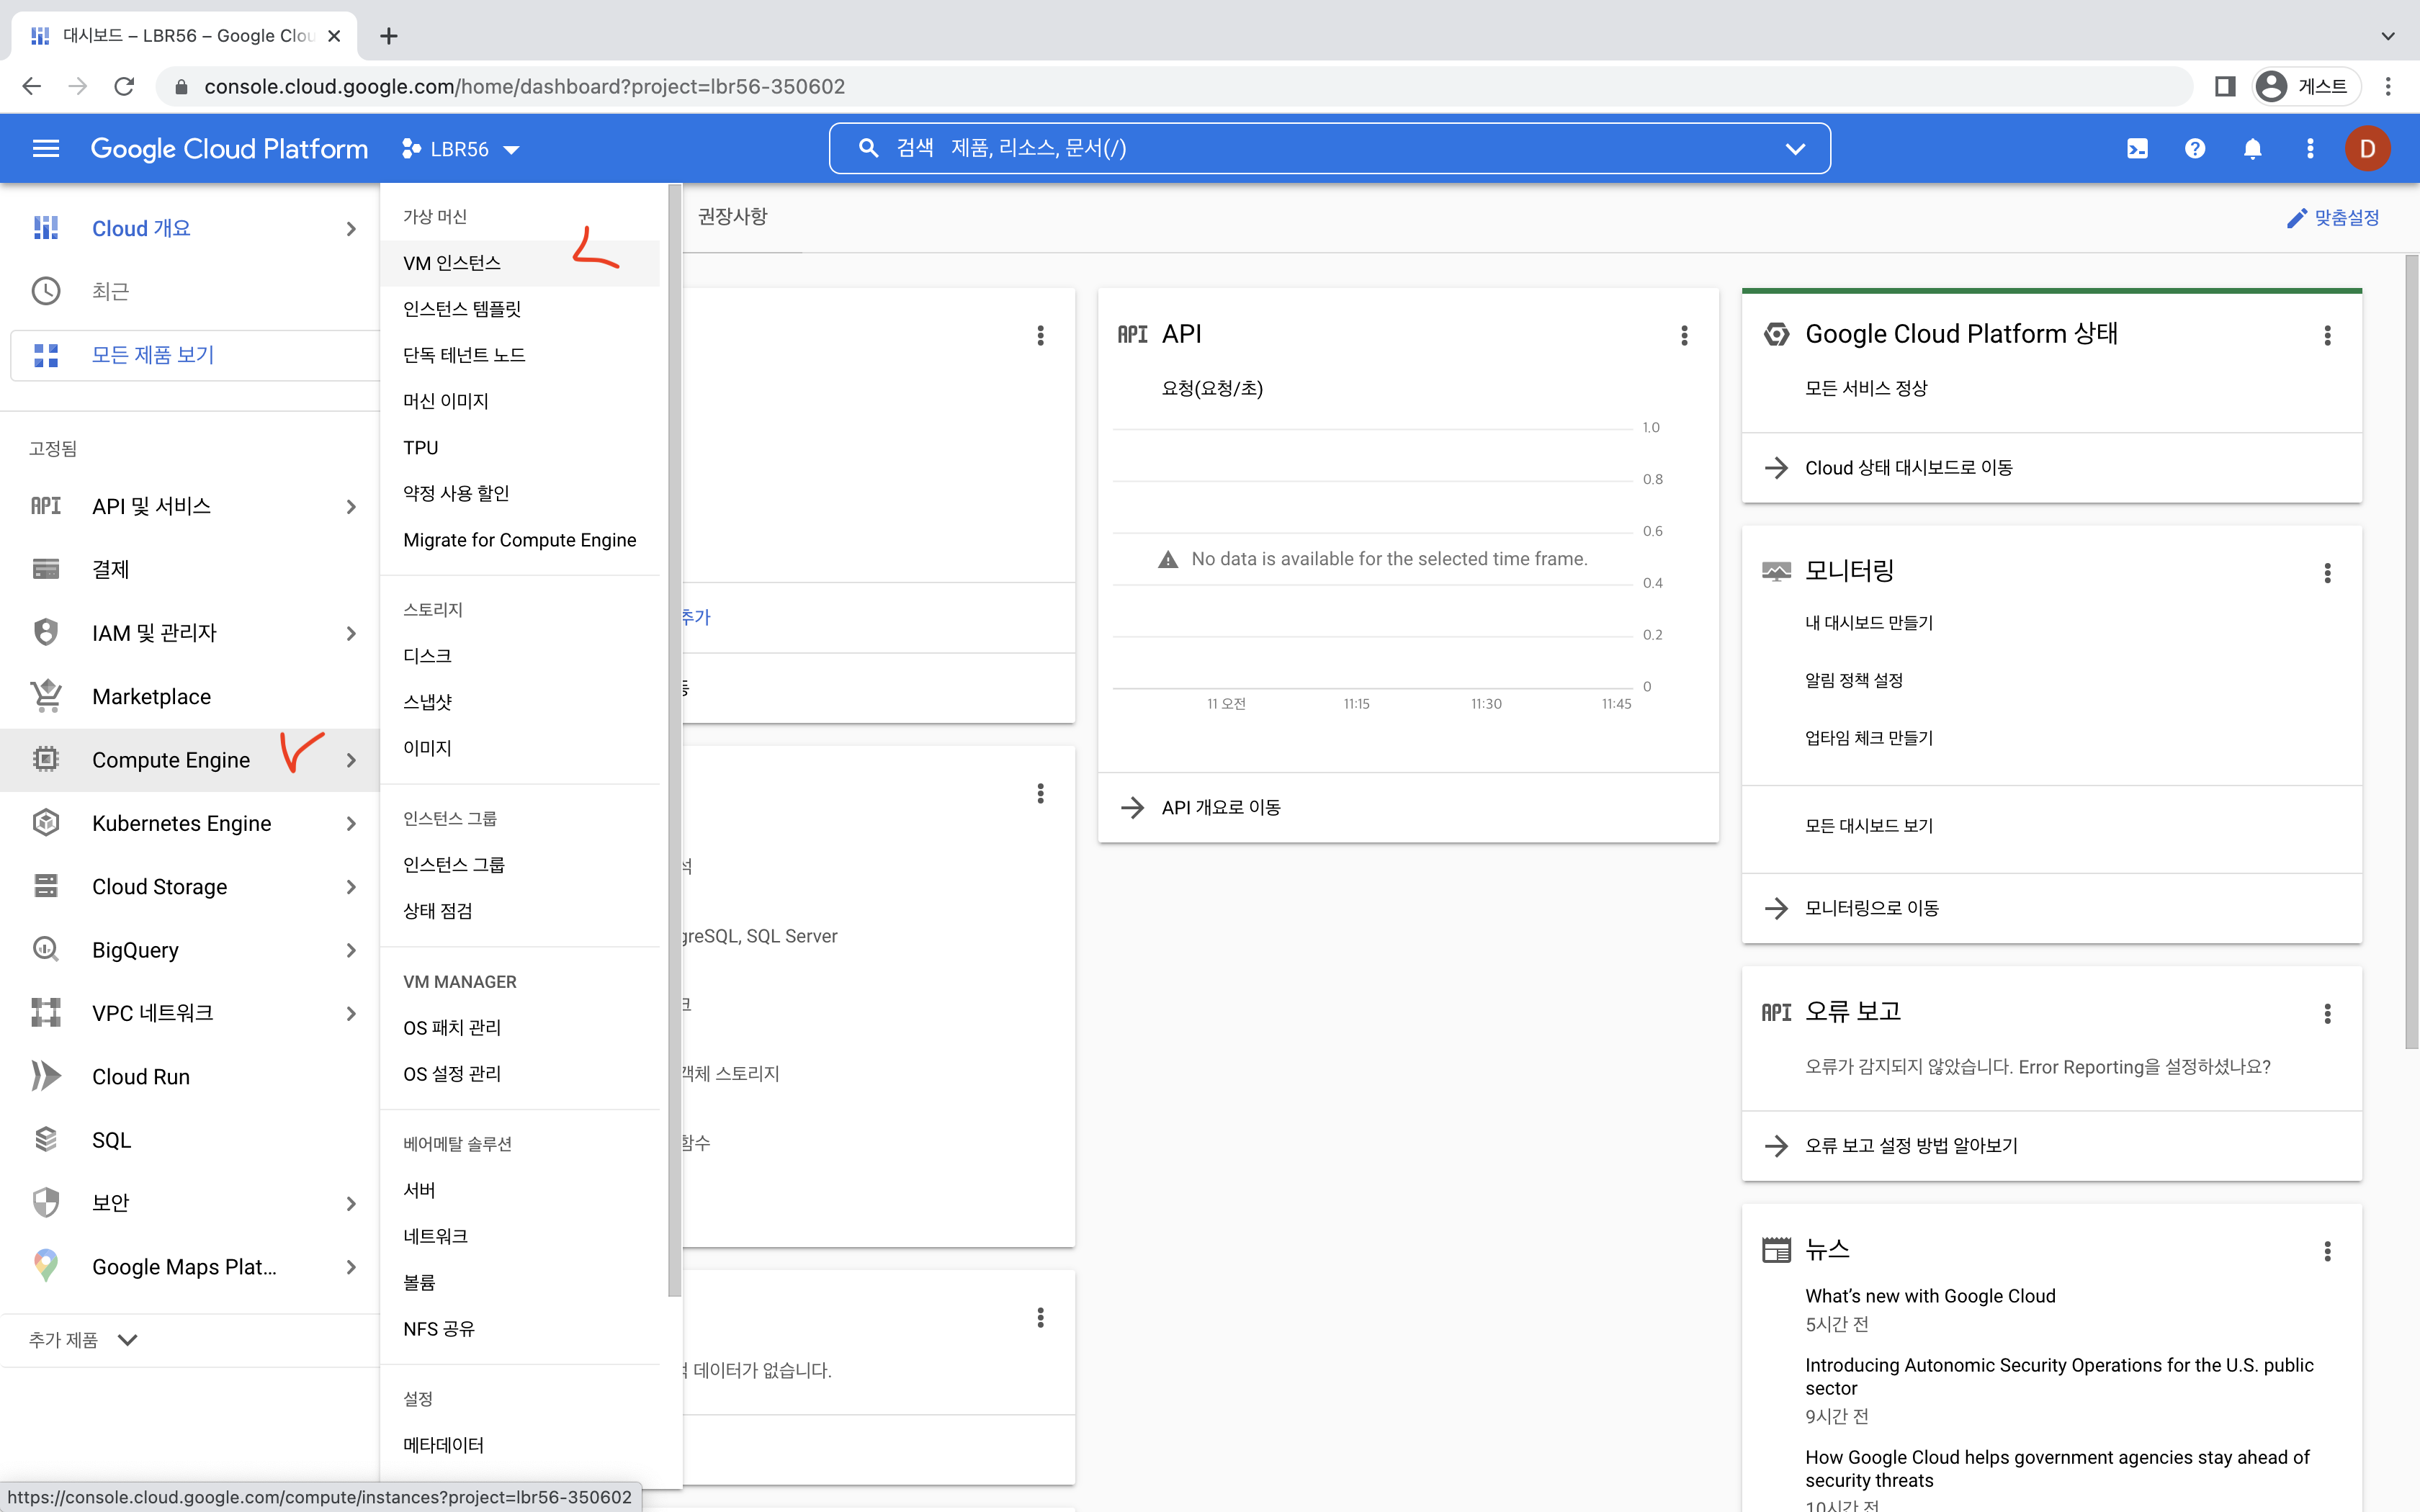 대시보드 – LBR56 – Google Clou
console.cloud.google.com/home/dashboard?project=lbr56-350602
게스트
Google Cloud Platform
LBR56
검색 제품, 리소스, 문서(/)
D
Cloud 개요
최근
모든 제품 보기
고정됨
API API 및 서비스
결제
IAM 및 관리자
Marketplace
Compute Engine
Kubernetes Engine
Cloud Storage
BigQuery
VPC 네트워크
Cloud Run
SQL
보안
Google Maps Plat...
추가 제품
가상 머신
VM 인스턴스
인스턴스 템플릿
단독 테넌트 노드
머신 이미지
TPU
약정 사용 할인
Migrate for Compute Engine
스토리지
디스크
스냅샷
이미지
인스턴스 그룹
인스턴스 그룹
상태 점검
VM MANAGER
OS 패치 관리
OS 설정 관리
베어메탈 솔루션
서버
네트워크
볼륨
NFS 공유
설정
메타데이터
https://console.cloud.google.com/compute/instances?project=lbr56-350602
권장사항
맞춤설정
추가
greSQL, SQL Server
객체 스토리지
함수
데이터가 없습니다.
API API
요청(요청/초)
1.0
0.8
0.6
No data is available for the selected time frame.
0.4
0.2
0
11 오전 11:15 11:30 11:45
API 개요로 이동
Google Cloud Platform 상태
모든 서비스 정상
Cloud 상태 대시보드로 이동
모니터링
내 대시보드 만들기
알림 정책 설정
업타임 체크 만들기
모든 대시보드 보기
모니터링으로 이동
API 오류 보고
오류가 감지되지 않았습니다. Error Reporting을 설정하셨나요?
오류 보고 설정 방법 알아보기
뉴스
What's new with Google Cloud
5시간 전
Introducing Autonomic Security Operations for the U.S. public
sector
9시간 전
How Google Cloud helps government agencies stay ahead of
security threats
10시간 전